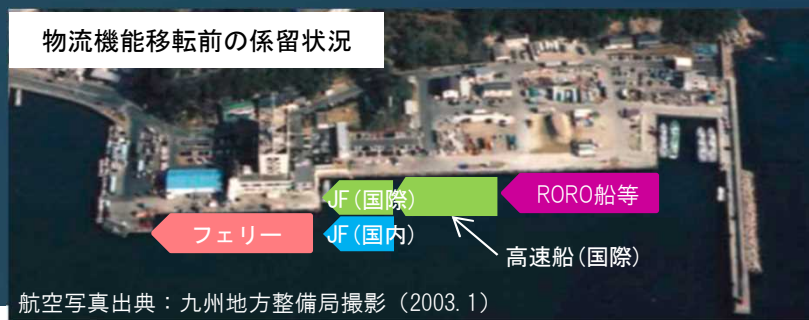 物流機能移転前の係留状況
JF(国際)
RORO船等
フェリー
JF(国内)
高速船(国際)
航空写真出典：九州地方整備局撮影（2003.1）